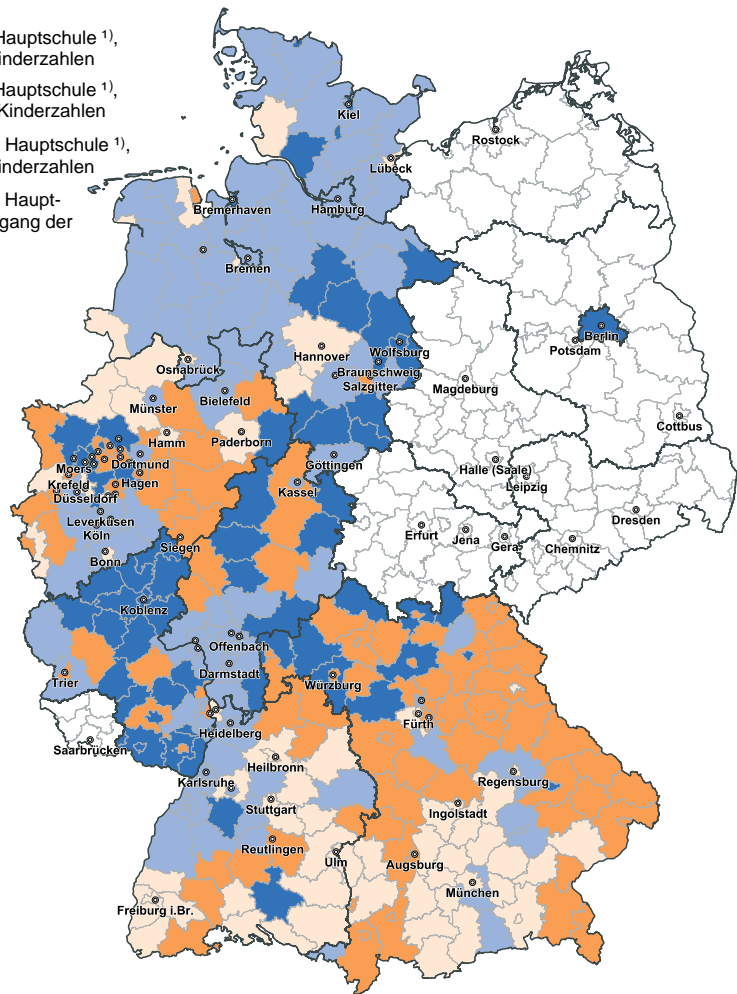 Hauptschule ¹⁾,
inderzahlen
Hauptschule ¹⁾,
Kinderzahlen
Hauptschule ¹⁾,
inderzahlen
Haupt-
gang der
Kiel
Rostock
Lübeck
Bremerhaven
Hamburg
Bremen
Berlin
Potsdam
Hannover
Wolfsburg
Osnabrück
Braunschweig
Salzgitter
Magdeburg
Bielefeld
Münster
Cottbus
Hamm
Paderborn
Göttingen
Halle (Saale)
Moers
Dortmund
Leipzig
Krefeld
Hagen
Kassel
Düsseldorf
Dresden
Leverkusen
Köln
Siegen
Erfurt
Jena
Gera
Chemnitz
Bonn
Koblenz
Offenbach
Trier
Darmstadt
Würzburg
Fürth
Saarbrücken
Heidelberg
Heilbronn
Karlsruhe
Regensburg
Stuttgart
Ingolstadt
Reutlingen
Ulm
Augsburg
München
Freiburg i.Br.